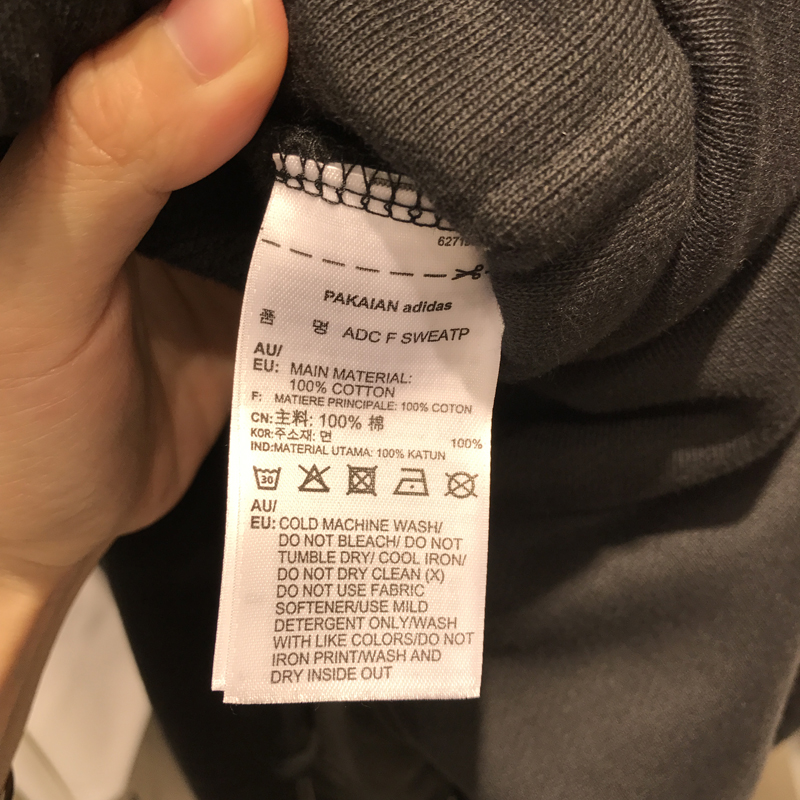 PAKAIAN adidas
품 명 ADC F SWEATP
AU/
EU: MAIN MATERIAL:
100% COTTON
F: MATIERE PRINCIPALE: 100% COTON
CN:主料: 100% 棉
KOR:주소재: 면 100%
IND:MATERIAL UTAMA: 100% KATUN
30
AU/
EU: COLD MACHINE WASH/
DO NOT BLEACH/ DO NOT
TUMBLE DRY/ COOL IRON/
DO NOT DRY CLEAN (X)
DO NOT USE FABRIC
SOFTENER/USE MILD
DETERGENT ONLY/WASH
WITH LIKE COLORS/DO NOT
IRON PRINT/WASH AND
DRY INSIDE OUT